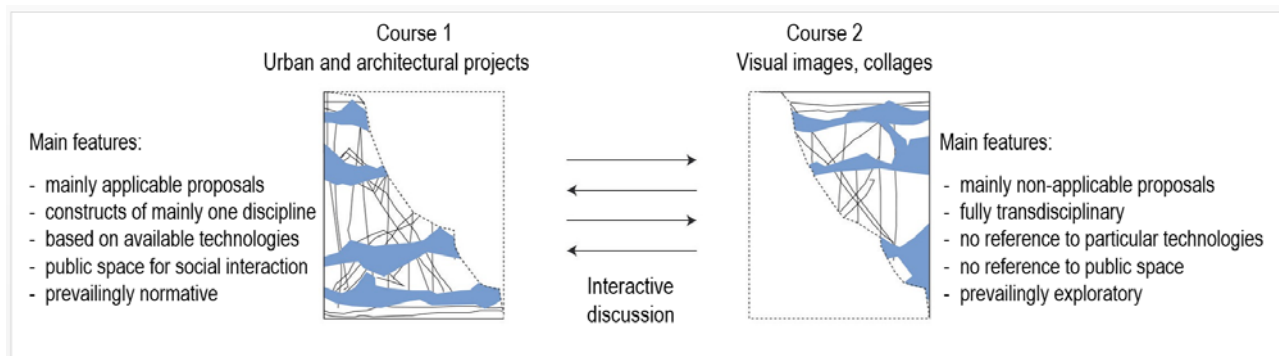 Course 1
Urban and architectural projects
Main features:
- mainly applicable proposals
- constructs of mainly one discipline
- based on available technologies
- public space for social interaction
- prevailingly normative
Interactive
discussion
Course 2
Visual images, collages
Main features:
- mainly non-applicable proposals
- fully transdisciplinary
- no reference to particular technologies
- no reference to public space
- prevailingly exploratory